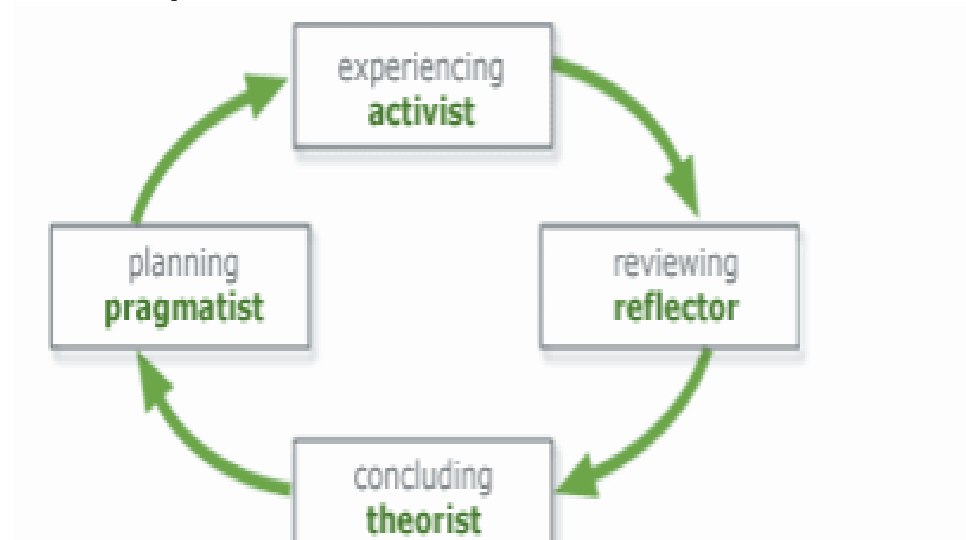 experiencing
activist
planning
pragmatist
reviewing
reflector
concluding
theorist